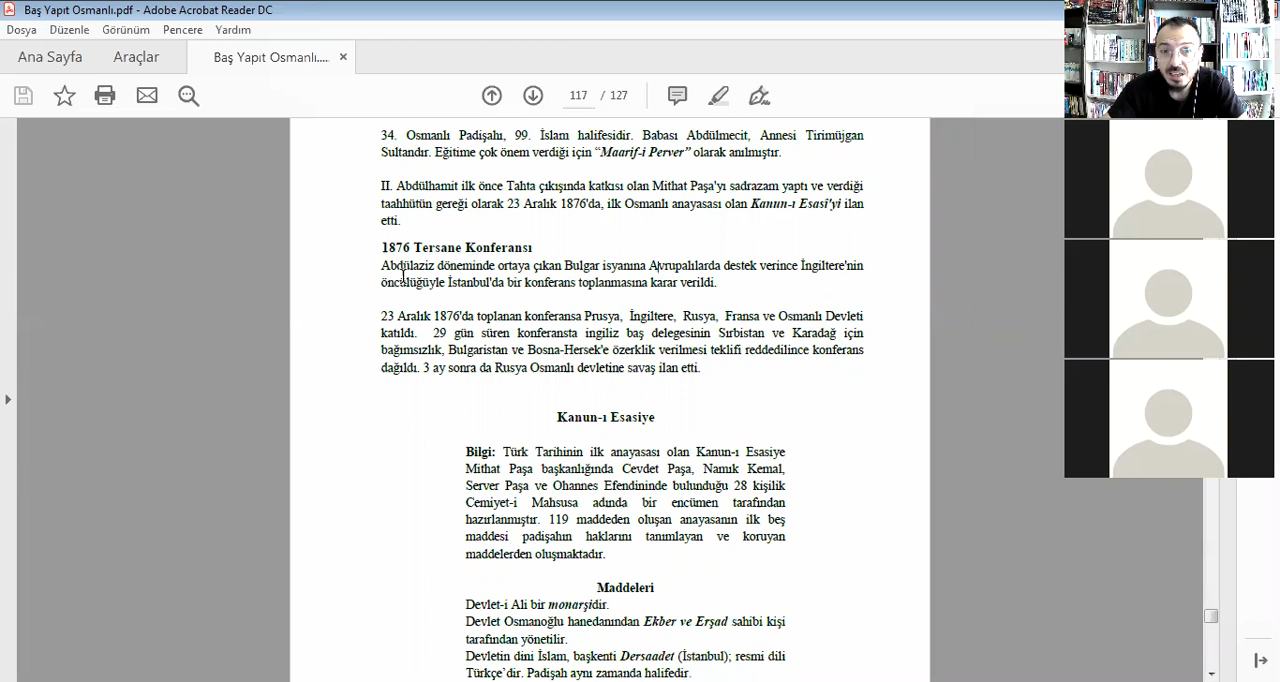 Baş Yapıt Osmanlı.pdf - Adobe Acrobat Reader DC
Dosya Düzenle Görünüm Pencere Yardım
Ana Sayfa Araçlar Baş Yapıt Osmanlı.... ×
117 / 127
34. Osmanlı Padişahı, 99. İslam halifesidir. Babası Abdülmecit, Annesi Tirimüjgan
Sultandır. Eğitime çok önem verdiği için “Maarif-i Perver” olarak anılmıştır.
II. Abdülhamit ilk önce Tahta çıkışında katkısı olan Mithat Paşa'yı sadrazam yaptı ve verdiği
taahhütün gereği olarak 23 Aralık 1876'da, ilk Osmanlı anayasası olan Kanun-ı Esasi'yi ilan
etti.
1876 Tersane Konferansı
Abdülaziz döneminde ortaya çıkan Bulgar isyanına Avrupalılarda destek verince İngiltere'nin
öncülüğüyle İstanbul'da bir konferans toplanmasına karar verildi.
23 Aralık 1876'da toplanan konferansa Prusya, İngiltere, Rusya, Fransa ve Osmanlı Devleti
katıldı. 29 gün süren konferansta ingiliz baş delegesinin Sırbistan ve Karadağ için
bağımsızlık, Bulgaristan ve Bosna-Hersek'e özerklik verilmesi teklifi reddedilince konferans
dağıldı. 3 ay sonra da Rusya Osmanlı devletine savaş ilan etti.
Kanun-ı Esasiye
Bilgi: Türk Tarihinin ilk anayasası olan Kanun-ı Esasiye
Mithat Paşa başkanlığında Cevdet Paşa, Namık Kemal,
Server Paşa ve Ohannes Efendininde bulunduğu 28 kişilik
Cemiyet-i Mahsusa adında bir encümen tarafından
hazırlanmıştır. 119 maddeden oluşan anayasanın ilk beş
maddesi padişahın haklarını tanımlayan ve koruyan
maddelerden oluşmaktadır.
Maddeleri
Devlet-i Ali bir monarşidir.
Devlet Osmanoğlu hanedanından Ekber ve Erşad sahibi kişi
tarafından yönetilir.
Devletin dini İslam, başkenti Dersaadet (İstanbul); resmi dili
Türkçe’dir. Padişah aynı zamanda halifedir.